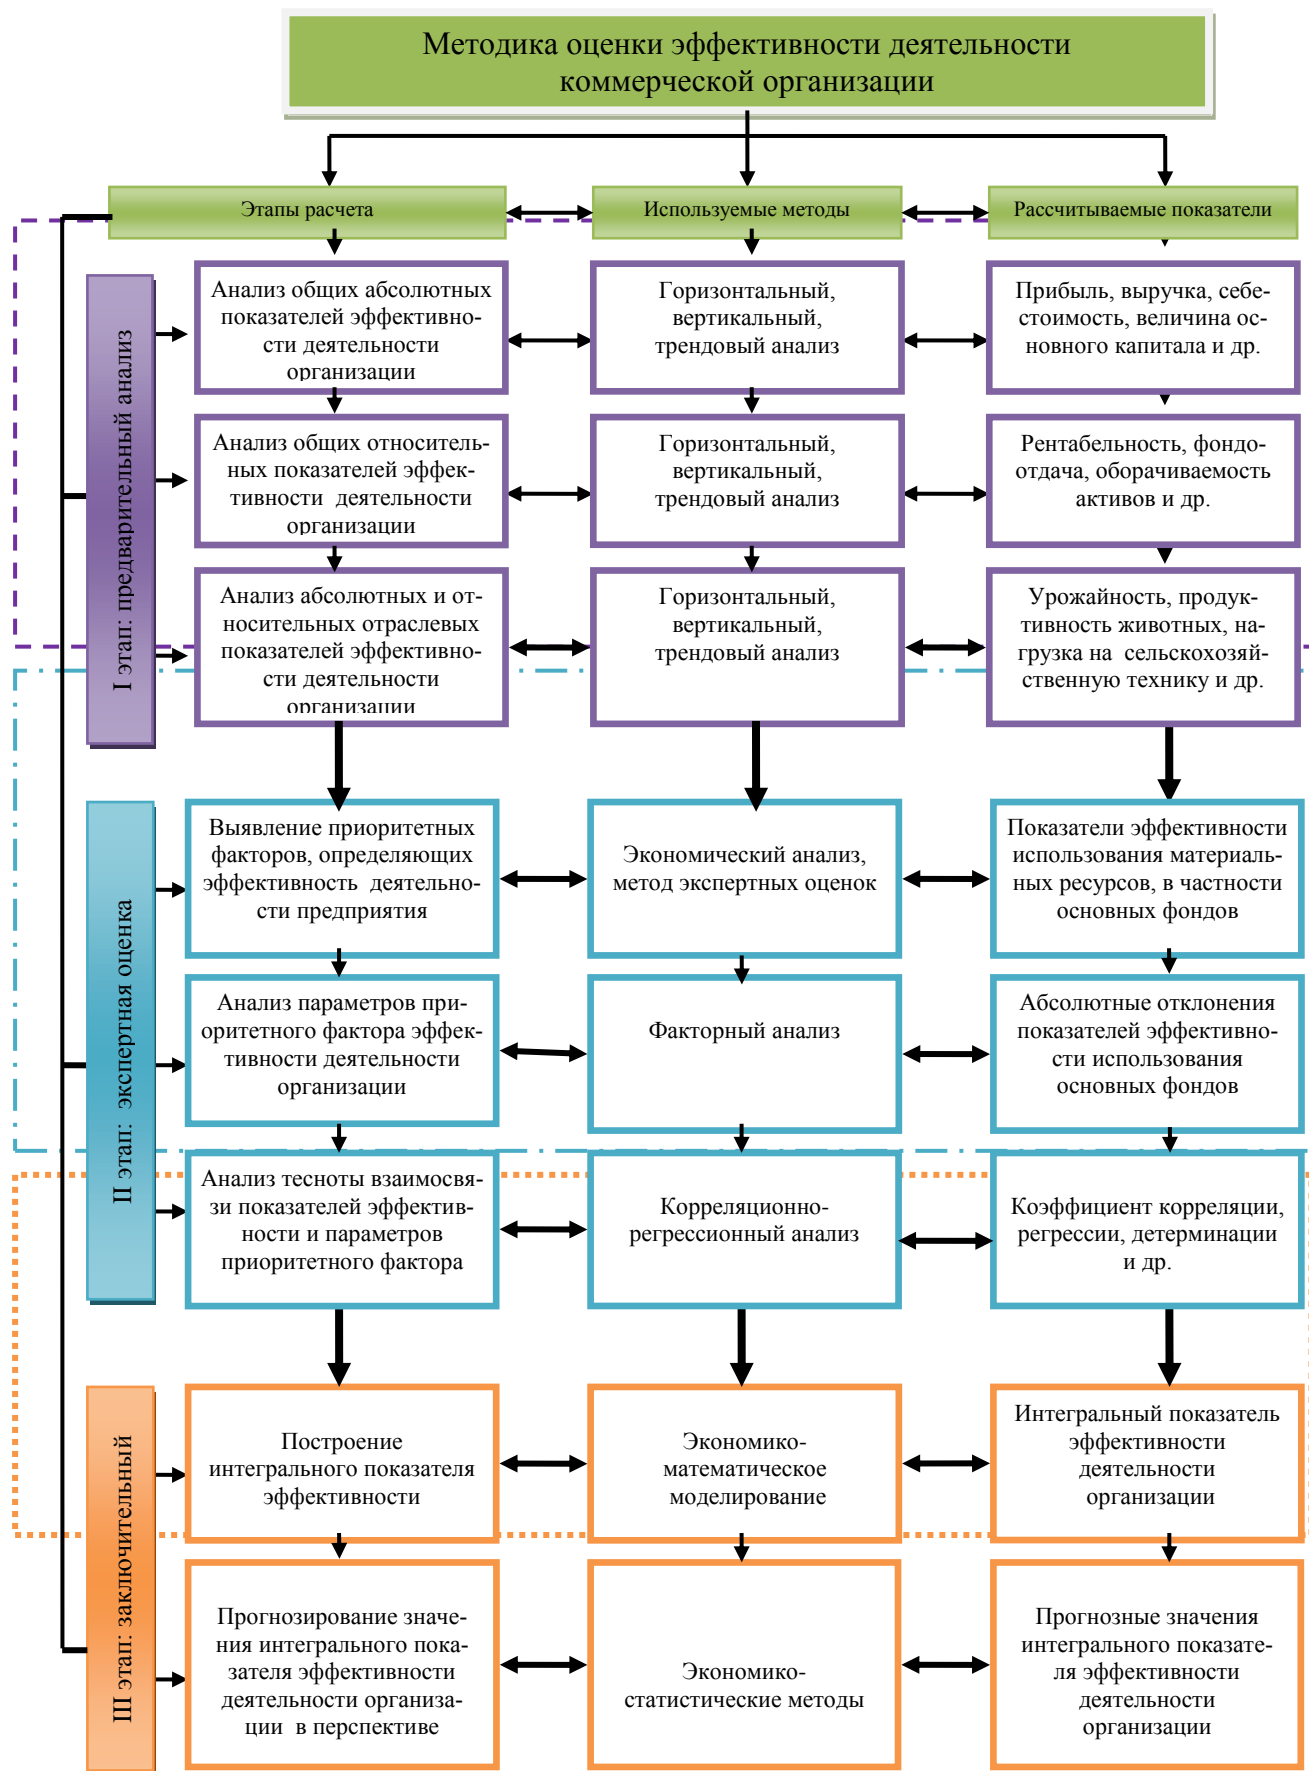 Методика оценки эффективности деятельности
коммерческой организации
Этапы расчета
Используемые методы
Рассчитываемые показатели
I этап: предварительный анализ
Анализ общих абсолютных
показателей эффективно-
сти деятельности
организации
Горизонтальный,
вертикальный,
трендовый анализ
Прибыль, выручка, себе-
стоимость, величина ос-
новного капитала и др.
Анализ общих относитель-
ных показателей эффек-
тивности деятельности
организации
Горизонтальный,
вертикальный,
трендовый анализ
Рентабельность, фондо-
отдача, оборачиваемость
активов и др.
Анализ абсолютных и от-
носительных отраслевых
показателей эффективно-
сти деятельности
организации
Горизонтальный,
вертикальный,
трендовый анализ
Урожайность, продук-
тивность животных, на-
грузка на сельскохозяй-
ственную технику и др.
II этап: экспертная оценка
Выявление приоритетных
факторов, определяющих
эффективность деятельно-
сти предприятия
Экономический анализ,
метод экспертных оценок
Показатели эффективности
использования материаль-
ных ресурсов, в частности
основных фондов
Анализ параметров при-
оритетного фактора эффек-
тивности деятельности
организации
Факторный анализ
Абсолютные отклонения
показателей эффективно-
сти использования
основных фондов
Анализ тесноты взаимосвя-
зи показателей эффектив-
ности и параметров
приоритетного фактора
Корреляционно-
регрессионный анализ
Коэффициент корреляции,
регрессии, детерминации
и др.
III этап: заключительный
Построение
интегрального показателя
эффективности
Экономико-
математическое
моделирование
Интегральный показатель
эффективности
деятельности
организации
Прогнозирование значе-
ния интегрального пока-
зателя эффективности
деятельности организа-
ции в перспективе
Экономико-
статистические методы
Прогнозные значения
интегрального показате-
ля эффективности
деятельности
организации